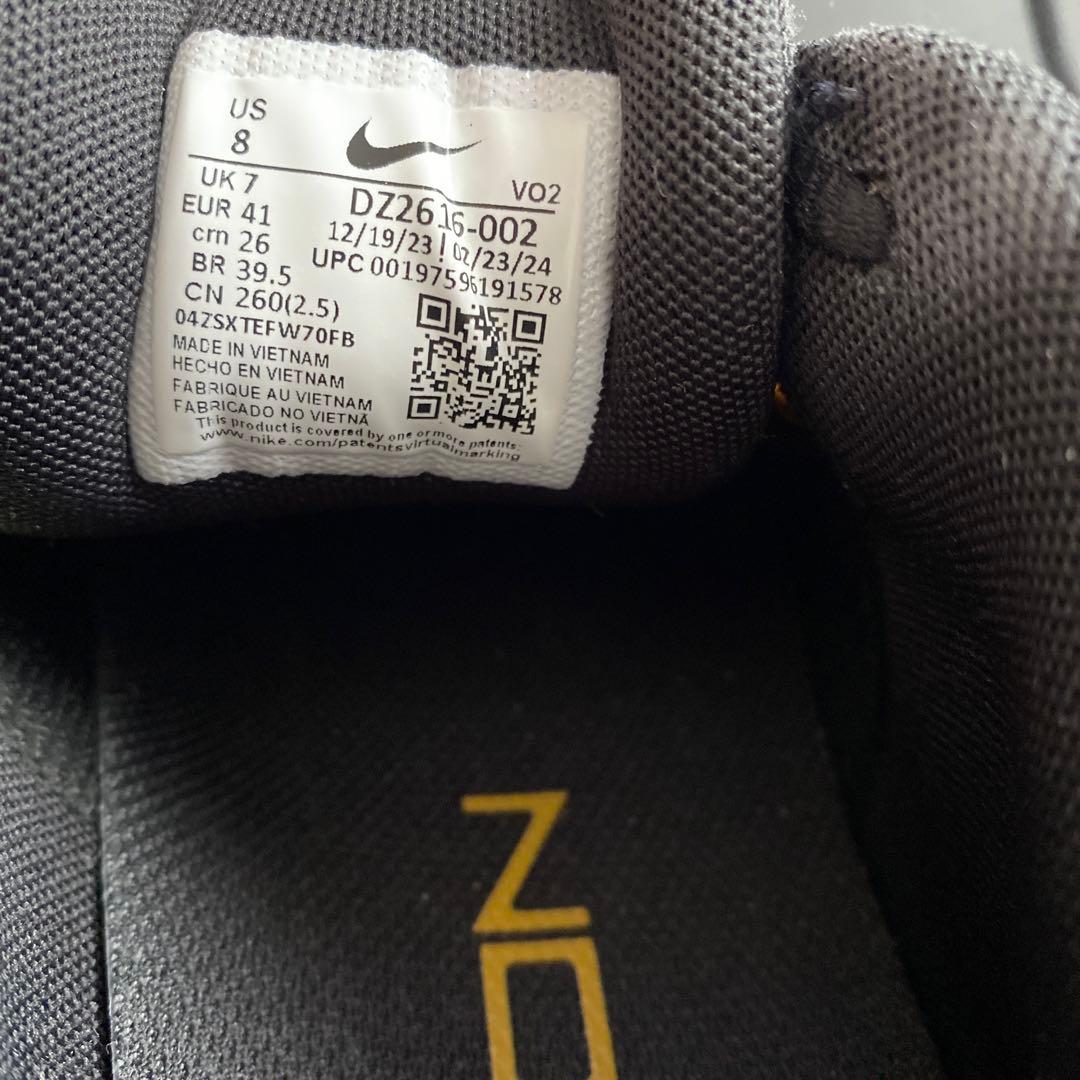 US
8
VO2
UK 7
DZ2616-002
EUR 41
12/19/23 | 02/23/24
cm 26
UPC 00197596191578
BR 39.5
CN 260(2.5)
04ZSXTEFW70FB
MADE IN VIETNAM
HECHO EN VIETNAM
FABRIQUE AU VIETNAM
FABRICADO NO VIETNÃ
This product is covered by one or more patents.
www.nike.com/patentsvirtualmarking
ZO